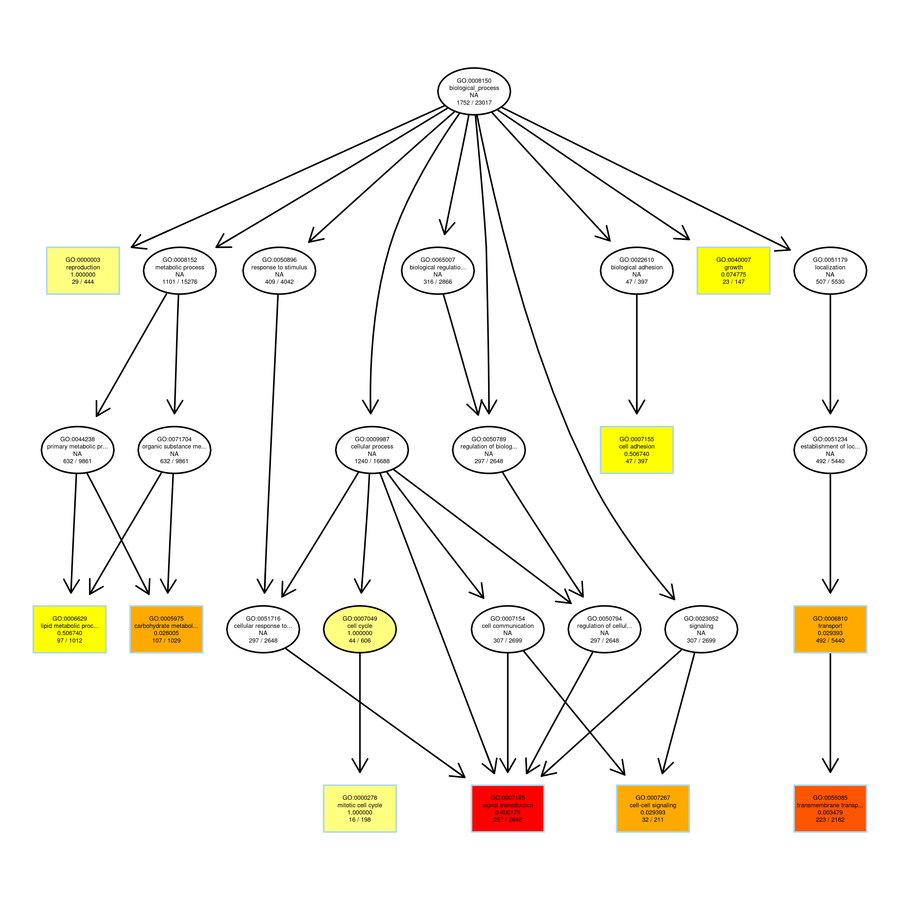 GO:0008150
biological_process
NA
1752 / 23017
GO:0000003
reproduction
1.000000
29 / 444
GO:0008152
metabolic process
NA
1101 / 15276
GO:0050896
response to stimulus
NA
409 / 4042
GO:0065007
biological regulatio...
NA
316 / 2866
GO:0022610
biological adhesion
NA
47 / 397
GO:0040007
growth
0.074775
23 / 147
GO:0051179
localization
NA
507 / 5530
GO:0044238
primary metabolic pr...
NA
632 / 9861
GO:0071704
organic substance me...
NA
632 / 9861
GO:0009987
cellular process
NA
1240 / 16688
GO:0050789
regulation of biolog...
NA
297 / 2648
GO:0007155
cell adhesion
0.506740
47 / 397
GO:0051234
establishment of loc...
NA
492 / 5440
GO:0006629
lipid metabolic proc...
0.506740
97 / 1012
GO:0005975
carbohydrate metabol...
0.028005
107 / 1029
GO:0051716
cellular response to...
NA
297 / 2648
GO:0007049
cell cycle
1.000000
44 / 606
GO:0007154
cell communication
NA
307 / 2699
GO:0050794
regulation of cellul...
NA
297 / 2648
GO:0023052
signaling
NA
307 / 2699
GO:0006810
transport
0.029393
492 / 5440
GO:0000278
mitotic cell cycle
1.000000
16 / 198
GO:0007165
signal transduction
297 / 2648
GO:0007267
cell-cell signaling
0.029393
32 / 211
GO:0055085
transmembrane transp...
0.003479
223 / 2182